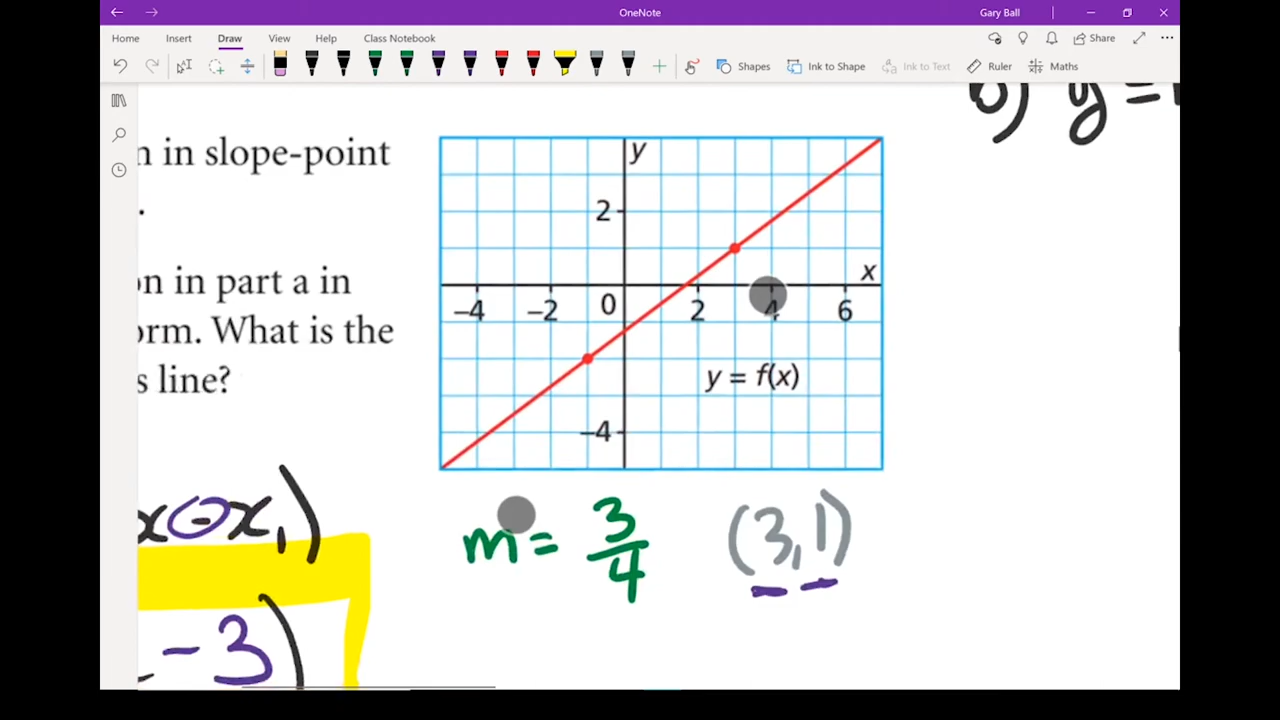 OneNote
Gary Ball
Home Insert Draw View Help Class Notebook
Share
Shapes Ink to Shape Ink to Text Ruler Maths
b) y =
n in slope-point
.
on in part a in
orm. What is the
s line?
y
2
x
-4 -2 0 2 4 6
y = f(x)
-4
x - x₁)
m = 3/4 (3, 1)
- 3)